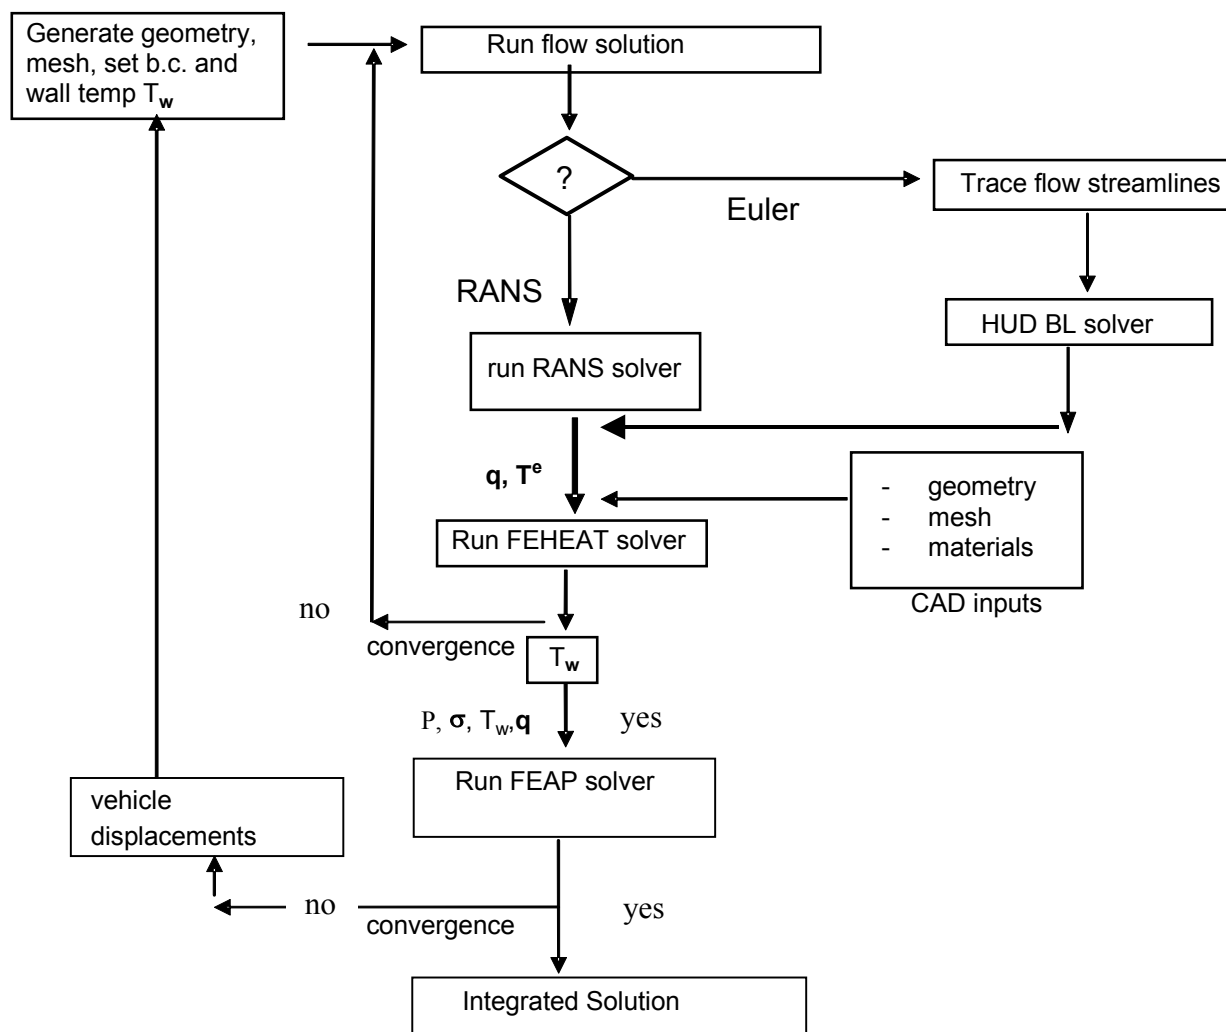 Generate geometry,
mesh, set b.c. and
wall temp Tw
Run flow solution
?
Euler
Trace flow streamlines
RANS
HUD BL solver
run RANS solver
q, Te
- geometry
- mesh
- materials
CAD inputs
Run FEHEAT solver
no
convergence
Tw
P, σ, Tw,q
yes
Run FEAP solver
vehicle
displacements
no
convergence
yes
Integrated Solution